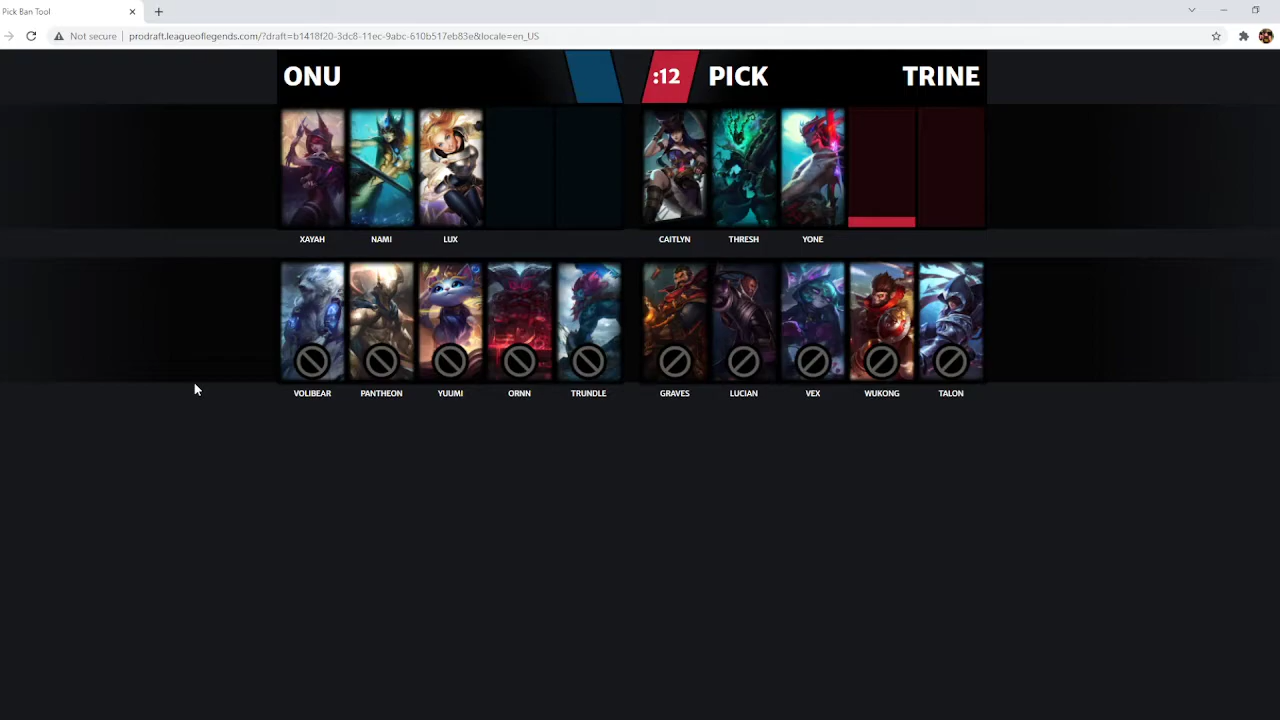 Pick Ban Tool
Not secure prodraft.leagueoflegends.com/?draft=b1418f20-3dc8-11ec-9abc-610b517eb83e&locale=en_US
ONU :12 PICK TRINE
XAYAH NAMI LUX CAITLYN THRESH YONE
VOLIBEAR PANTHEON YUUMI ORNN TRUNDLE GRAVES LUCIAN VEX WUKONG TALON